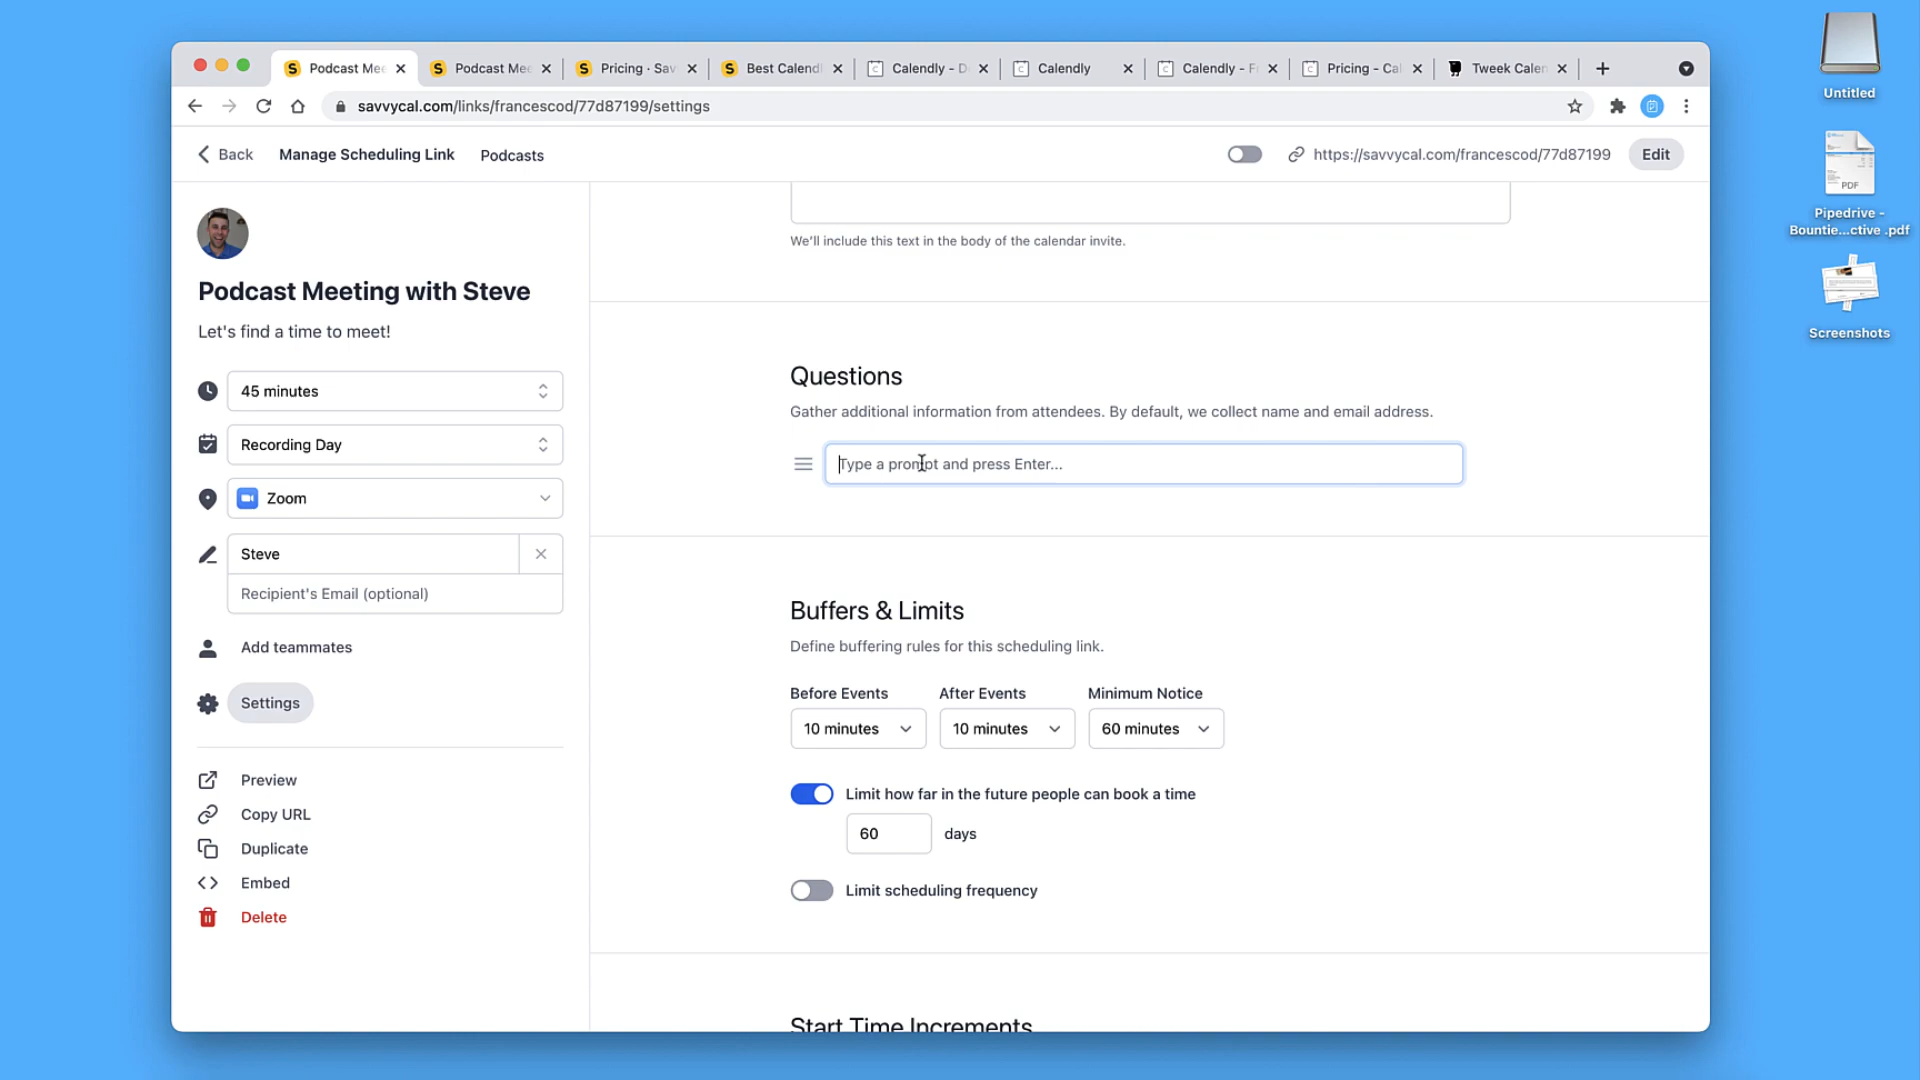 Podcast Mee
Podcast Mee
Pricing · Sav
Best Calend
Calendly - D
Calendly
Calendly - F
Pricing - Cal
Tweek Calen
savvycal.com/links/francescod/77d87199/settings
Back
Manage Scheduling Link
Podcasts
https://savvycal.com/francescod/77d87199
Edit
Podcast Meeting with Steve
Let's find a time to meet!
45 minutes
Recording Day
Zoom
Steve
Recipient's Email (optional)
Add teammates
Settings
Preview
Copy URL
Duplicate
Embed
Delete
We'll include this text in the body of the calendar invite.
Questions
Gather additional information from attendees. By default, we collect name and email address.
Type a prompt and press Enter...
Buffers & Limits
Define buffering rules for this scheduling link.
Before Events
After Events
Minimum Notice
10 minutes
10 minutes
60 minutes
Limit how far in the future people can book a time
60
days
Limit scheduling frequency
Start Time Increments
Untitled
PDF
Pipedrive -
Bountie...ctive .pdf
Screenshots